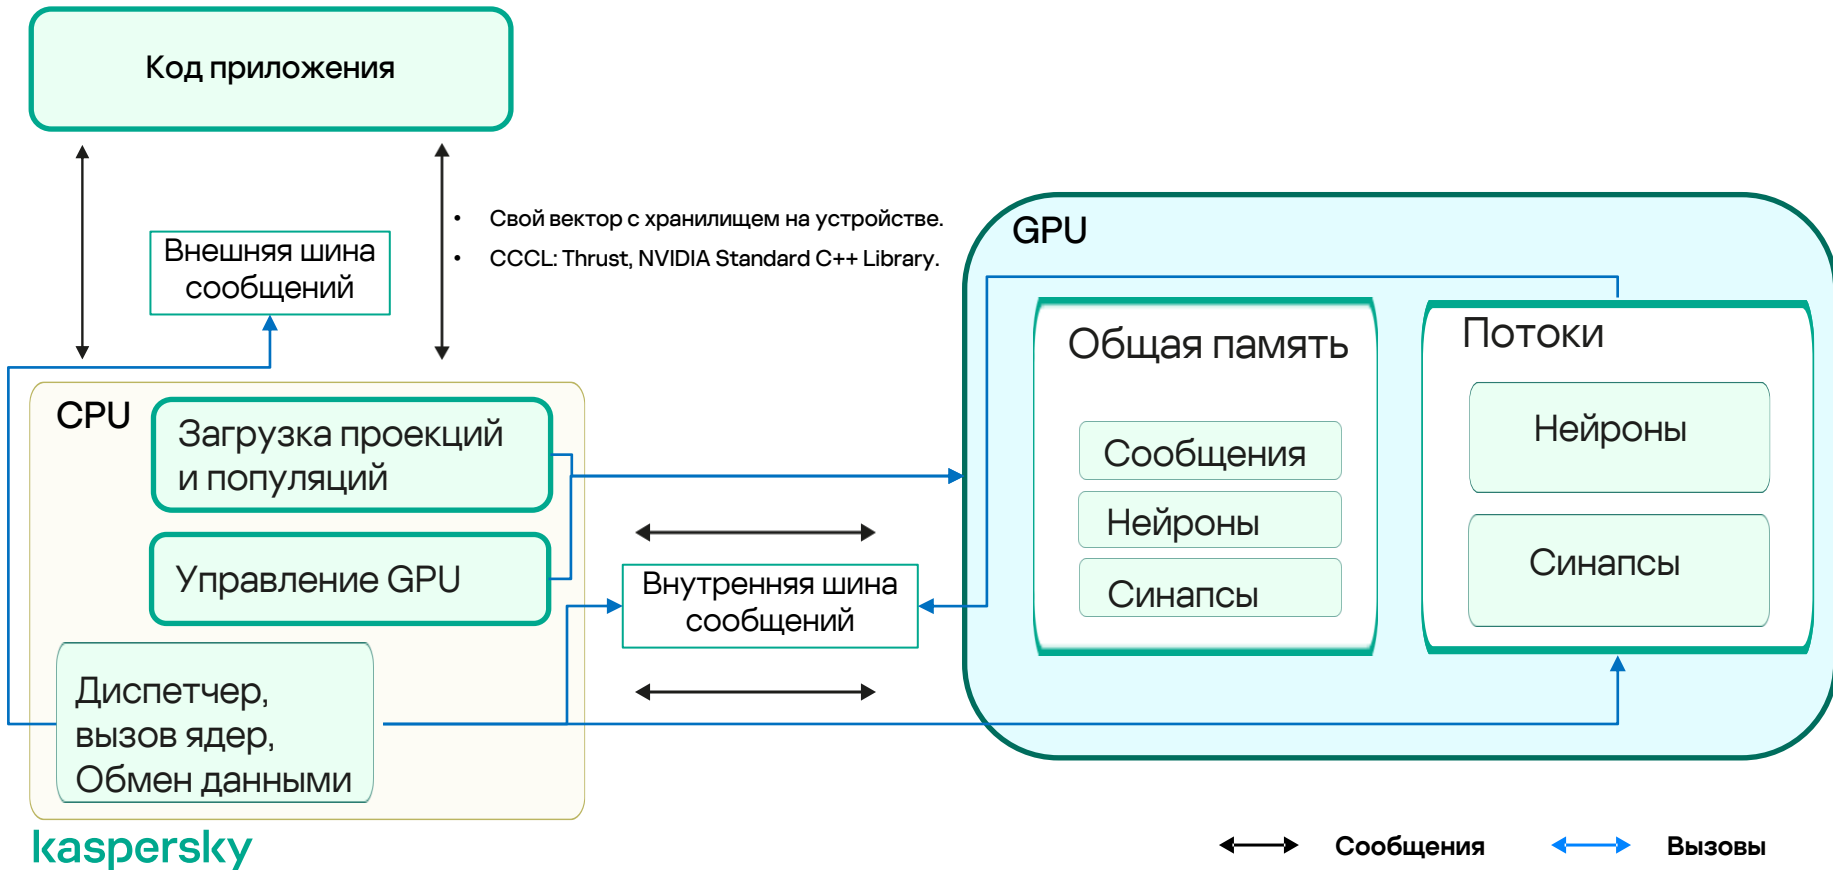 Код приложения
• Свой вектор с хранилищем на устройстве.
• CCCL: Thrust, NVIDIA Standard C++ Library.
Внешняя шина
сообщений
CPU
Загрузка проекций
и популяций
Управление GPU
Диспетчер,
вызов ядер,
Обмен данными
Внутренняя шина
сообщений
GPU
Общая память
Сообщения
Нейроны
Синапсы
Потоки
Нейроны
Синапсы
kaspersky
Сообщения
Вызовы